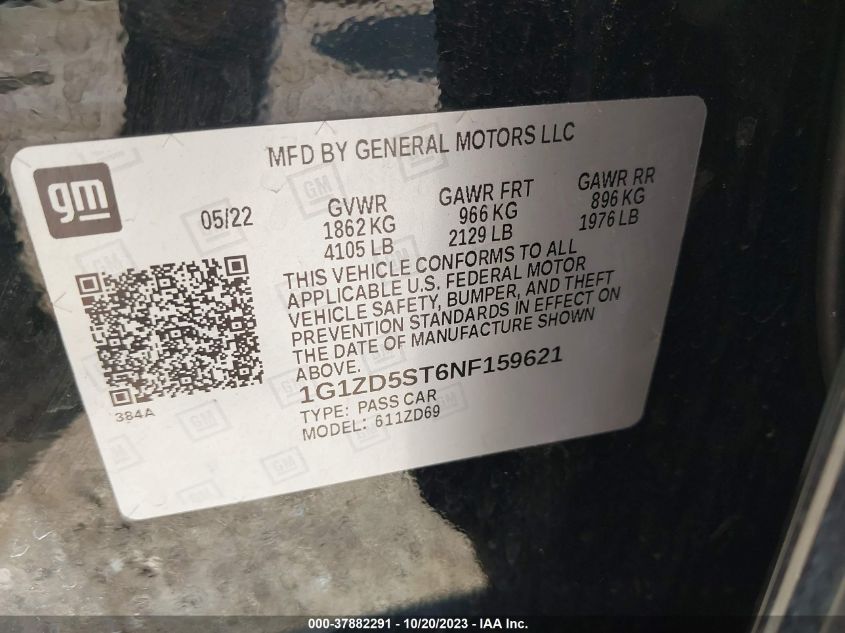 MFD BY GENERAL MOTORS LLC
gm
05/22
GVWR
1862 KG
4105 LB
GAWR FRT
966 KG
2129 LB
GAWR RR
896 KG
1976 LB
THIS VEHICLE CONFORMS TO ALL
APPLICABLE U.S. FEDERAL MOTOR
VEHICLE SAFETY, BUMPER, AND THEFT
PREVENTION STANDARDS IN EFFECT ON
THE DATE OF MANUFACTURE SHOWN
ABOVE.
1G1ZD5ST6NF159621
TYPE: PASS CAR
MODEL: 611ZD69
384A
000-37882291 - 10/20/2023 - IAA Inc.